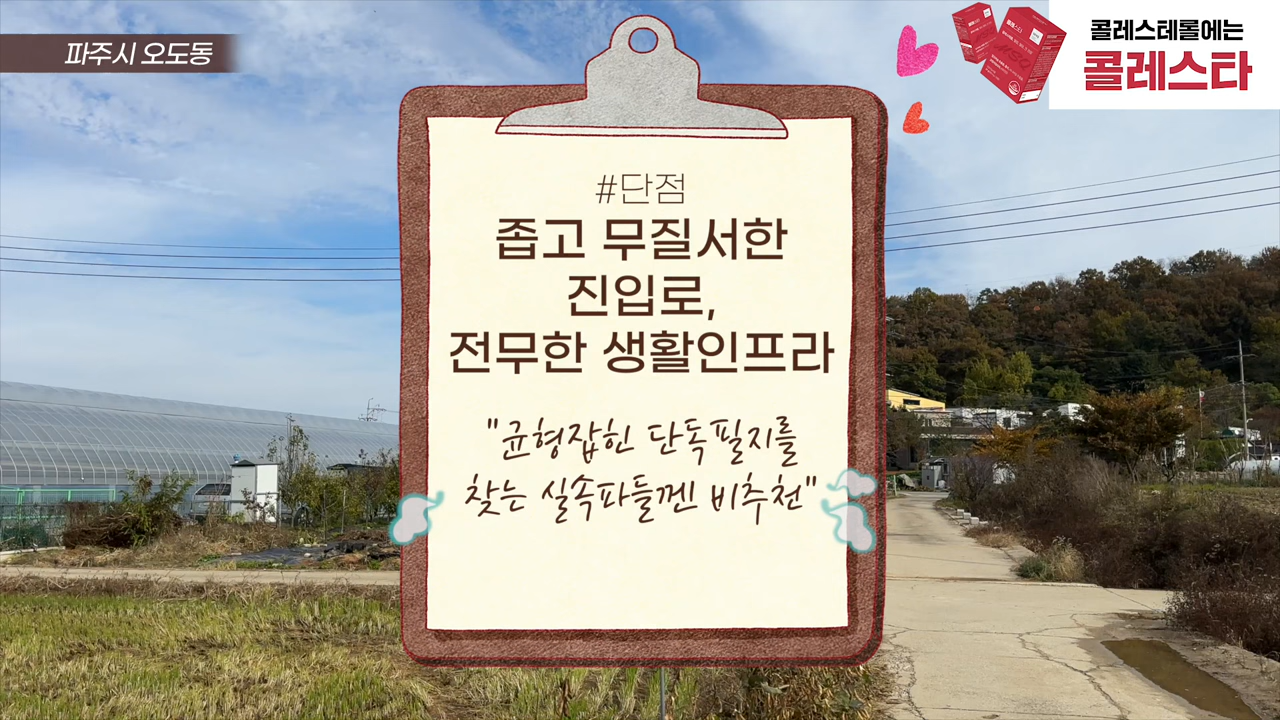 파주시 오도동
콜레스테롤에는
콜레스타
#단점
좁고 무질서한
진입로,
전무한 생활인프라
"균형잡힌 단독필지를
찾는 실속파들껜 비추천"